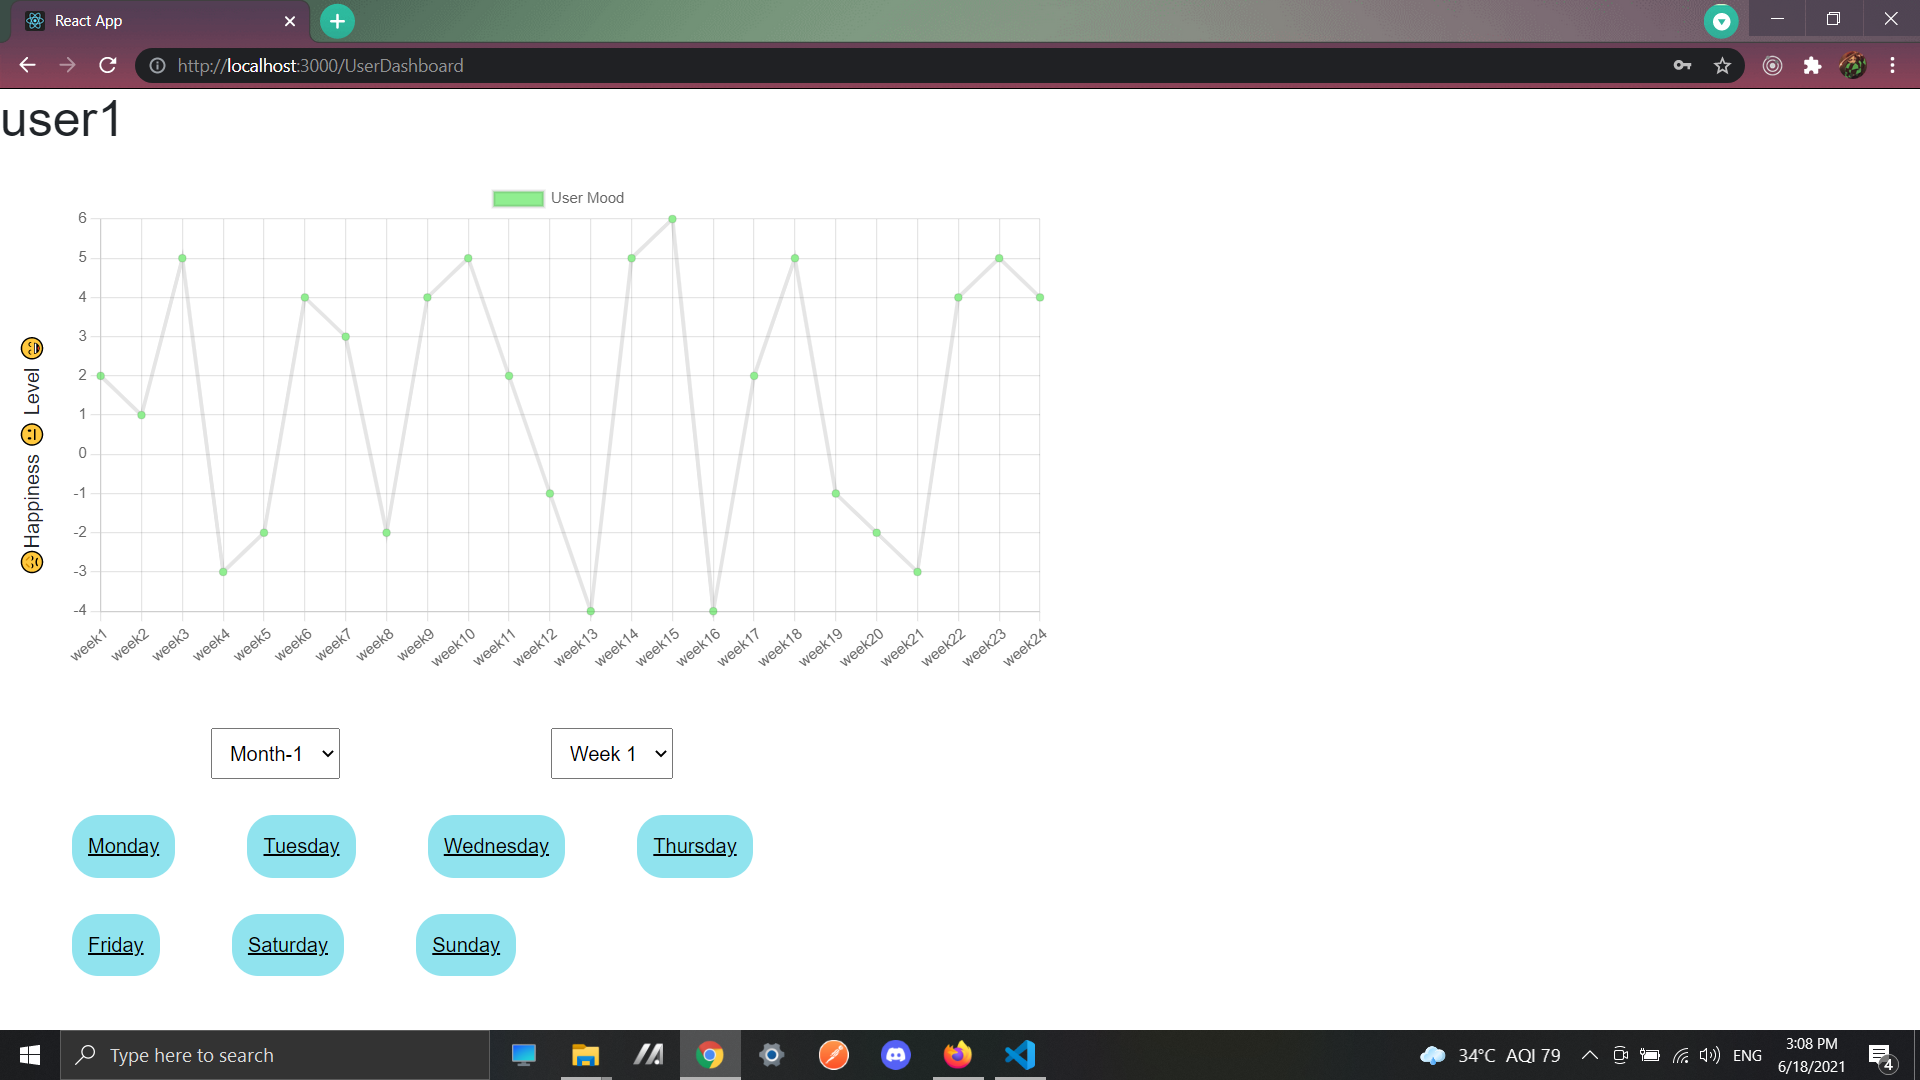 React App
http://localhost:3000/UserDashboard
user1
User Mood
6
5
4
3
2
1
0
-1
-2
-3
-4
Happiness Level
week1 week2 week3 week4 week5 week6 week7 week8 week9 week10 week11 week12 week13 week14 week15 week16 week17 week18 week19 week20 week21 week22 week23 week24
Month-1 Week 1
Monday Tuesday Wednesday Thursday
Friday Saturday Sunday
Type here to search
34°C AQI 79
ENG
3:08 PM
6/18/2021
4